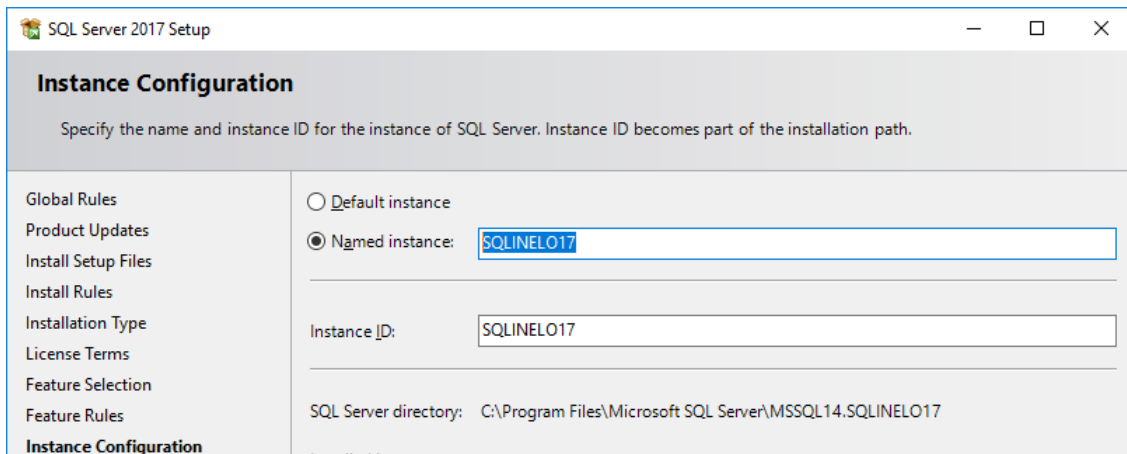 SQL Server 2017 Setup
Instance Configuration
Specify the name and instance ID for the instance of SQL Server. Instance ID becomes part of the installation path.
Global Rules
Product Updates
Install Setup Files
Install Rules
Installation Type
License Terms
Feature Selection
Feature Rules
Instance Configuration
Default instance
Named instance: SQLINELO17
Instance ID: SQLINELO17
SQL Server directory: C:\Program Files\Microsoft SQL Server\MSSQL14.SQLINELO17